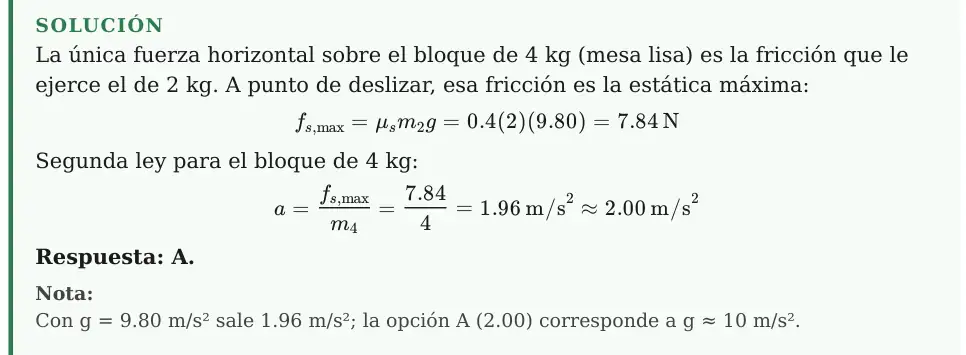 SOLUCIÓN
La única fuerza horizontal sobre el bloque de 4 kg (mesa lisa) es la fricción que le
ejerce el de 2 kg. A punto de deslizar, esa fricción es la estática máxima:
f_{s,max} = μ_s m_2 g = 0.4(2)(9.80) = 7.84 N
Segunda ley para el bloque de 4 kg:
a = \frac{f_{s,max}}{m_4} = \frac{7.84}{4} = 1.96 m/s² ≈ 2.00 m/s²
Respuesta: A.
Nota:
Con g = 9.80 m/s² sale 1.96 m/s²; la opción A (2.00) corresponde a g ≈ 10 m/s².